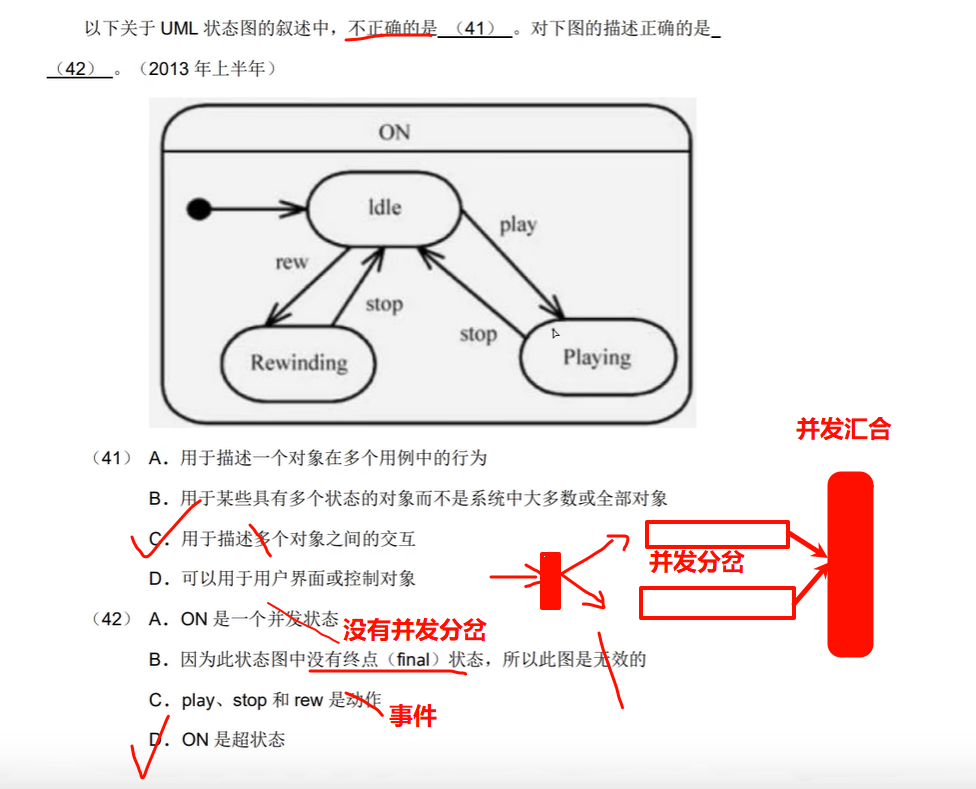 以下关于 UML 状态图的叙述中，不正确的是 （41） 。对下图的描述正确的是
（42） 。（2013 年上半年）
ON
Idle
play
rew
stop
stop
Rewinding
Playing
并发汇合
（41） A．用于描述一个对象在多个用例中的行为
B．用于某些具有多个状态的对象而不是系统中大多数或全部对象
C．用于描述多个对象之间的交互
D．可以用于用户界面或控制对象
并发分岔
（42） A．ON 是一个并发状态
没有并发分岔
B．因为此状态图中没有终点（final）状态，所以此图是无效的
C．play、stop 和 rew 是动作
事件
D．ON 是超状态